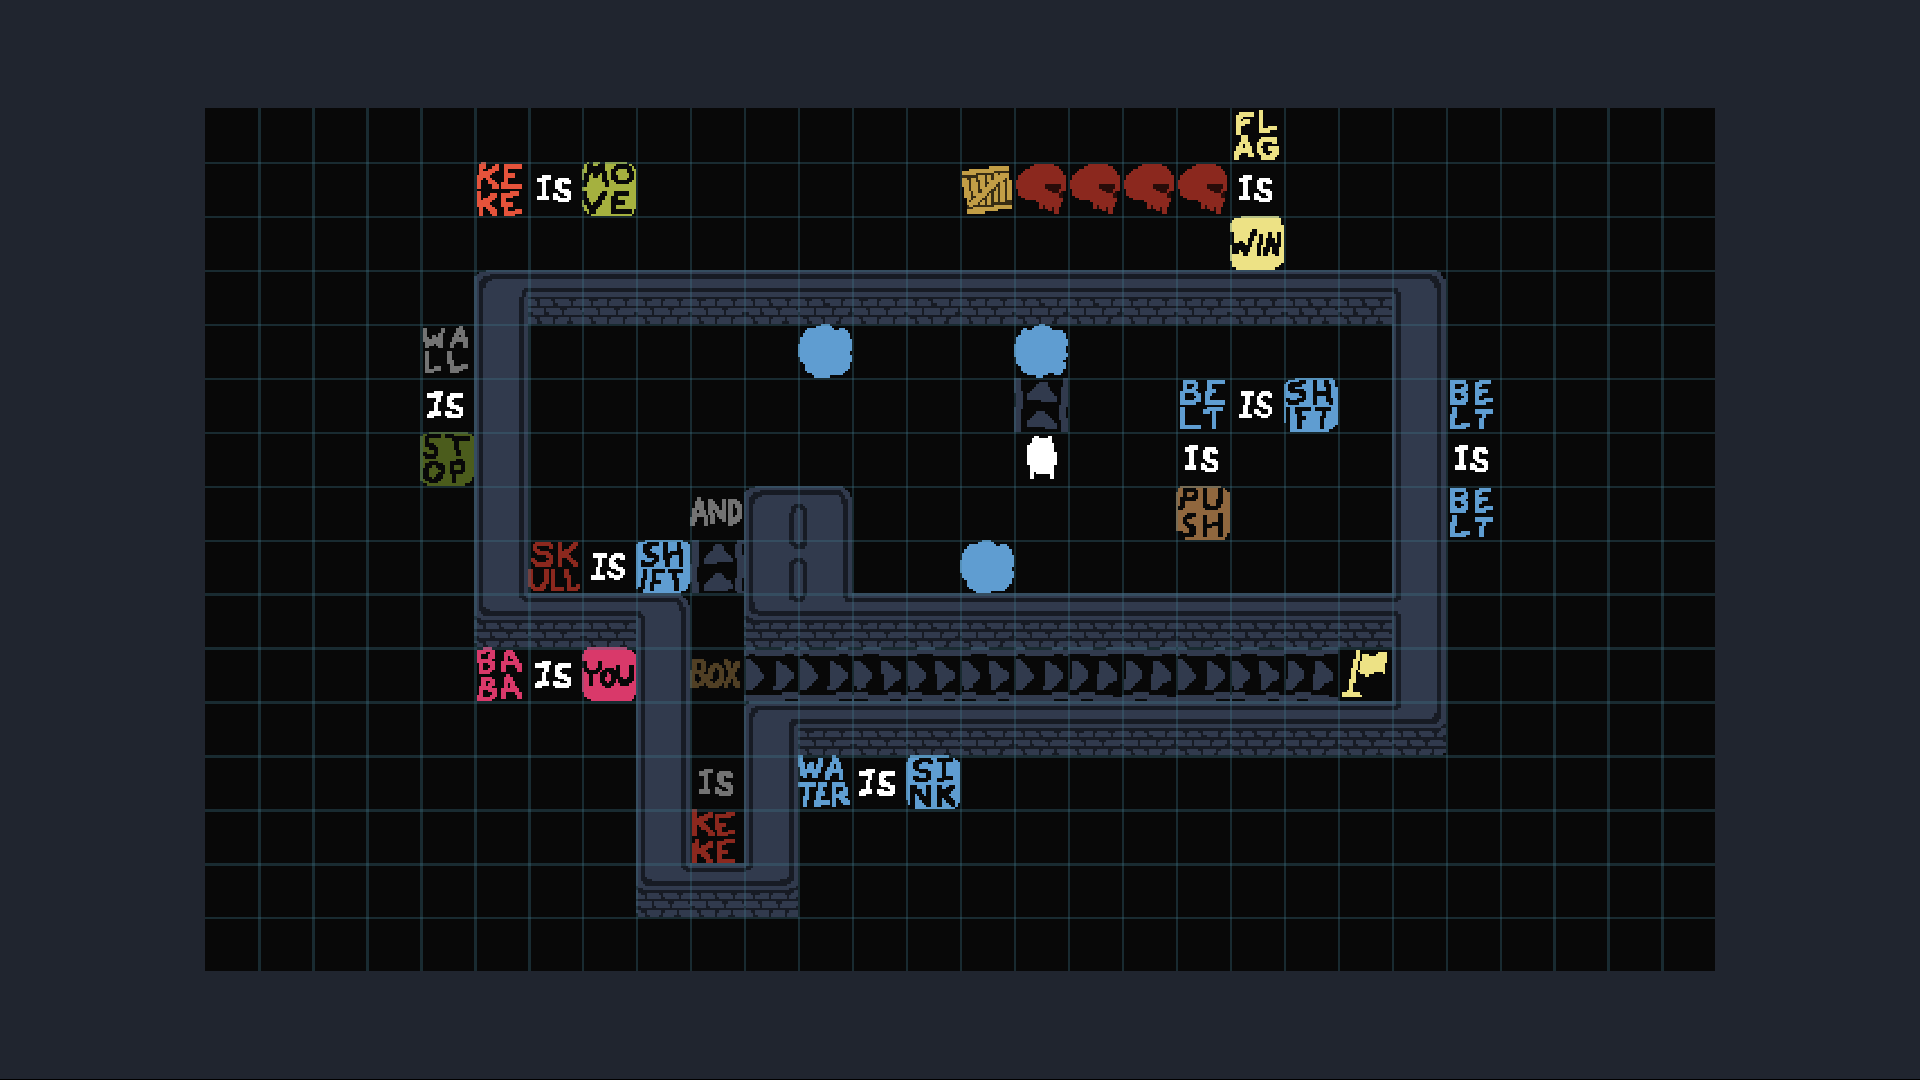 FLAG
KEKE IS MOVE
IS
WIN
WALL
IS
BELT IS SHIFT
BELT
STOP
IS
IS
AND
PUSH
BELT
SKULL IS SHIFT
BABA IS YOU
BOX
IS
WATER IS SINK
KEKE